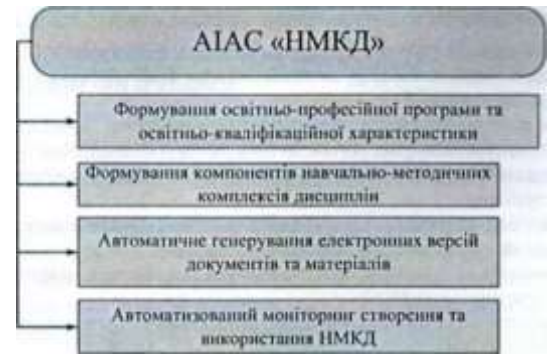 АІАС «НМКД»
Формування освітньо-професійної програми та
освітньо-кваліфікаційної характеристики
Формування компонентів навчально-методичних
комплексів дисциплін
Автоматичне генерування електронних версій
документів та матеріалів
Автоматизований моніторинг створення та
використання НМКД